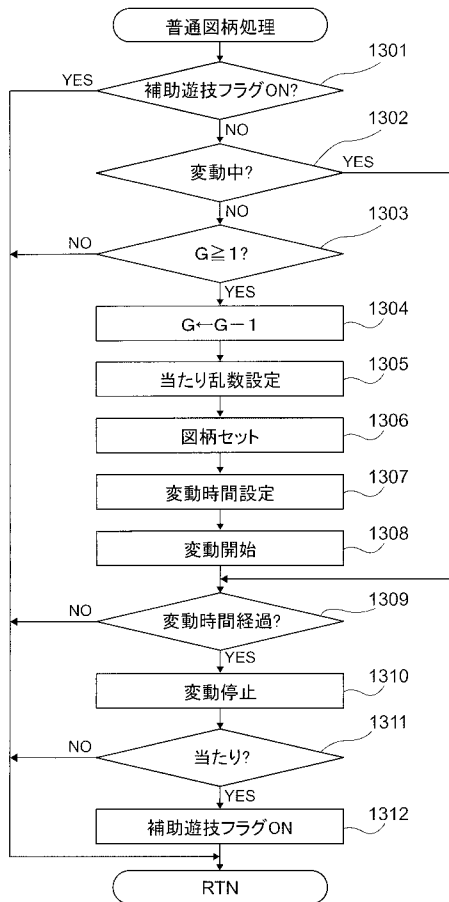 普通図柄処理
1301
YES
補助遊技フラグON?
NO
1302
変動中?
YES
NO
1303
NO
G≧1?
YES
1304
G←G－1
1305
当たり乱数設定
1306
図柄セット
1307
変動時間設定
1308
変動開始
1309
NO
変動時間経過?
YES
1310
変動停止
1311
NO
当たり?
YES
1312
補助遊技フラグON
RTN